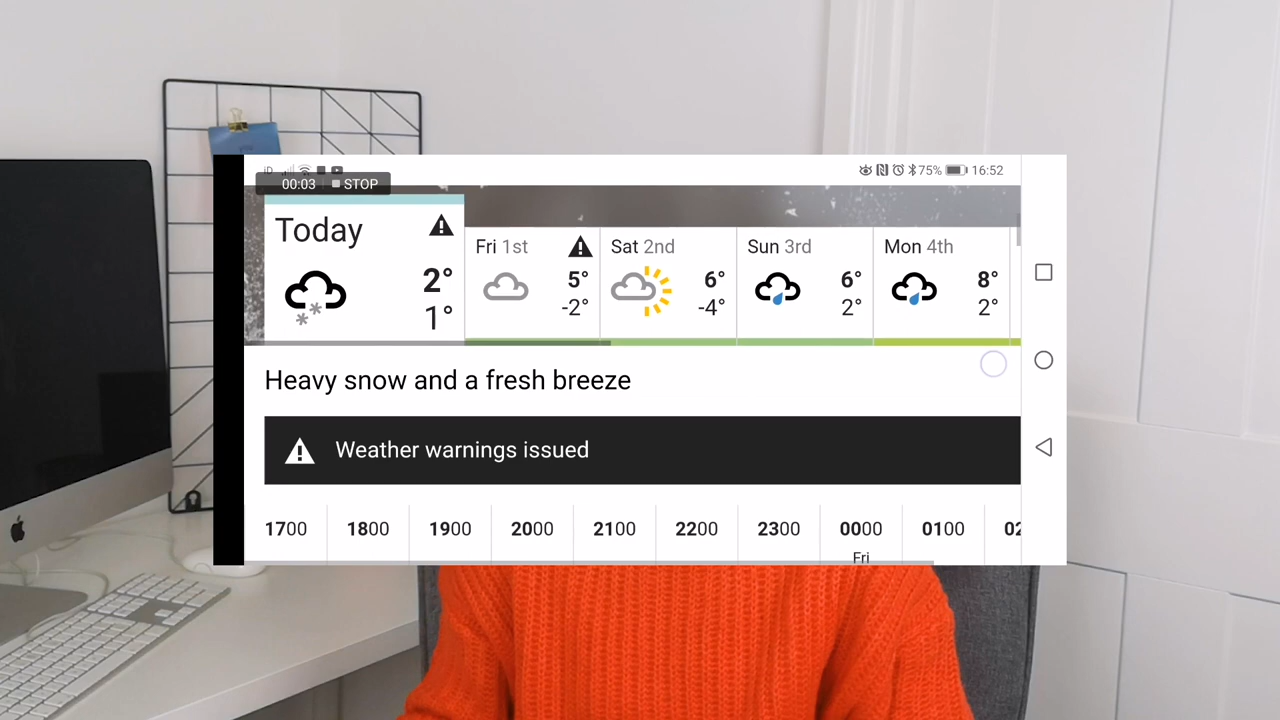 iD 75% 16:52
00:03 STOP
Today
2°
1°
Fri 1st
5°
-2°
Sat 2nd
6°
-4°
Sun 3rd
6°
2°
Mon 4th
8°
2°
Heavy snow and a fresh breeze
Weather warnings issued
1700 1800 1900 2000 2100 2200 2300 0000 0100 02
Fri